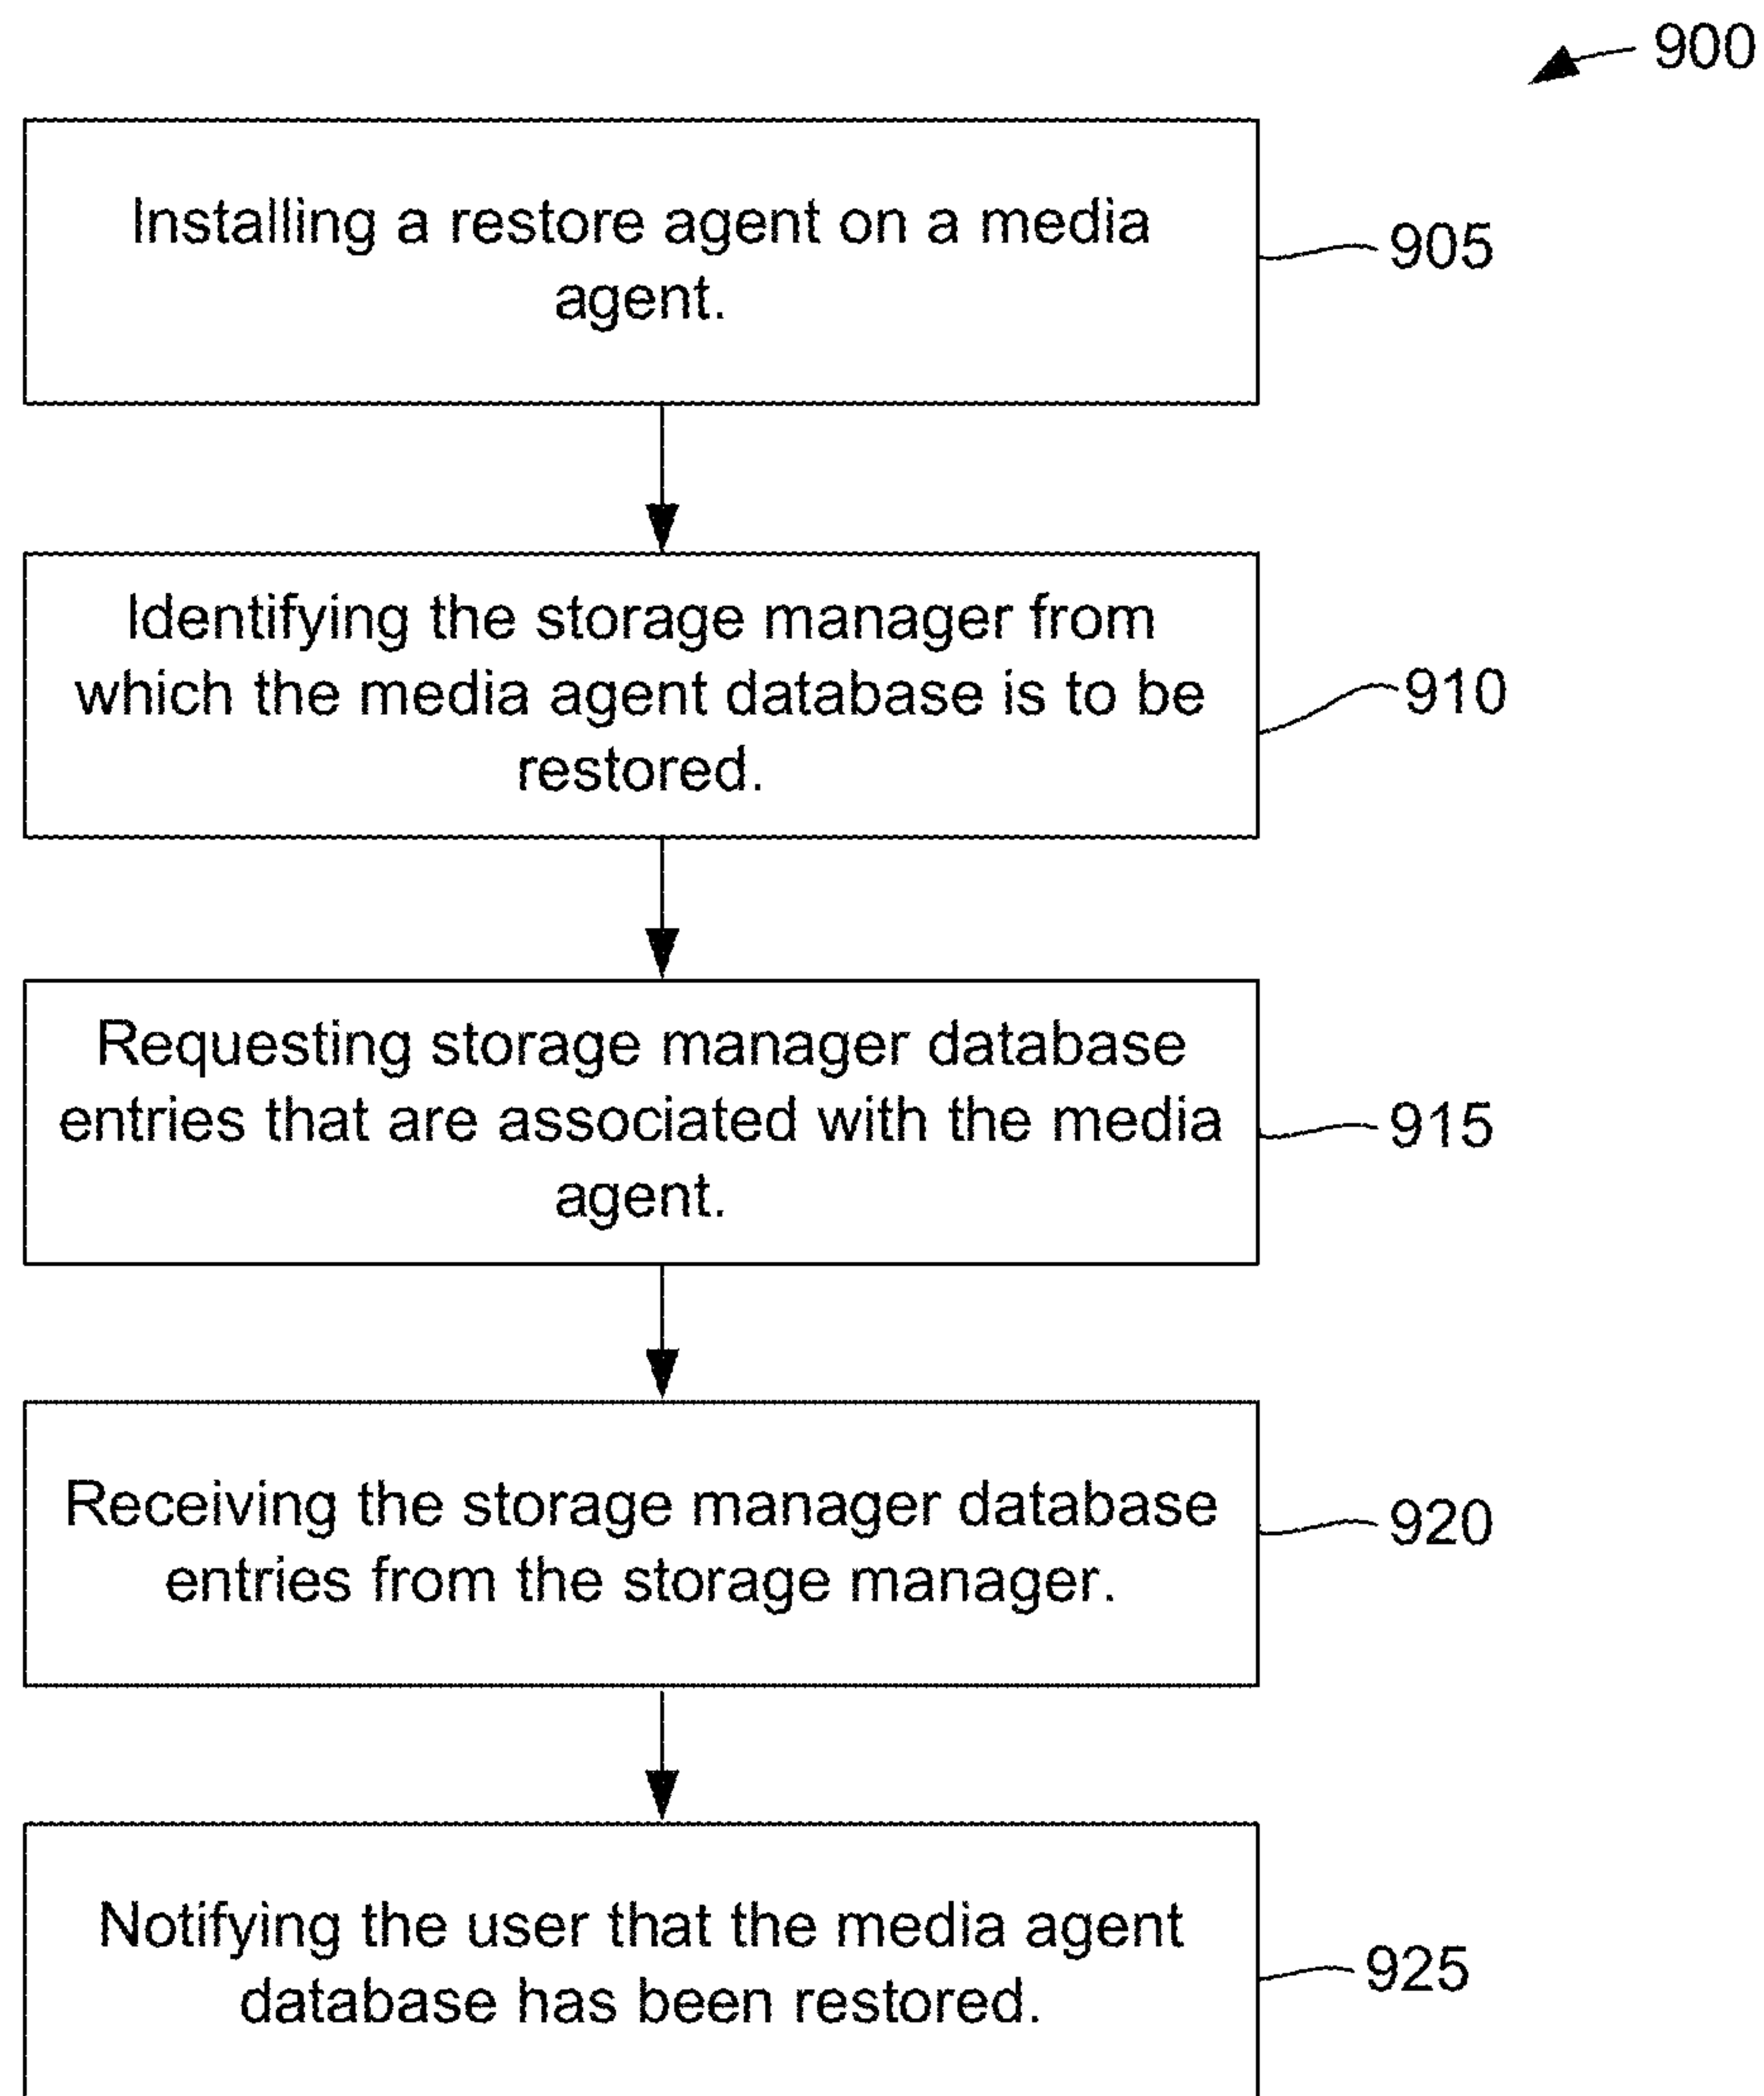 900
Installing a restore agent on a media
agent.
905
Identifying the storage manager from
which the media agent database is to be
restored.
910
Requesting storage manager database
entries that are associated with the media
agent.
915
Receiving the storage manager database
entries from the storage manager.
920
Notifying the user that the media agent
database has been restored.
925